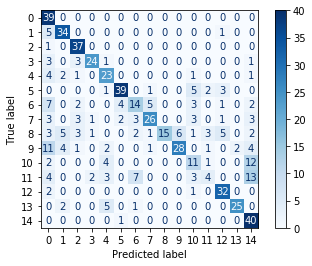 0 39 0 0 0 0 0 0 0 0 0 0 0 0 0 0
1 5 34 0 0 0 0 0 0 0 0 0 0 1 0 0
2 1 0 37 0 0 0 0 0 0 0 0 0 0 0 0
3 3 0 3 24 1 0 0 0 0 0 0 0 0 0 1
4 4 2 1 0 23 0 0 0 0 0 1 0 0 0 1
5 0 0 0 0 1 39 0 1 0 0 5 2 3 0 0
6 7 0 2 0 0 4 14 5 0 0 3 0 1 0 2
7 3 0 3 1 0 2 3 26 0 0 3 1 0 0 2
8 3 5 3 1 0 0 2 1 15 6 1 3 5 0 2
9 11 4 1 0 0 0 2 0 0 28 0 1 0 2 4
10 2 0 0 0 4 0 0 0 0 0 11 1 0 0 12
11 4 0 0 2 3 0 7 0 0 0 3 4 0 0 13
12 2 0 0 0 0 0 0 0 0 0 0 1 32 0 0
13 0 2 0 0 5 0 1 0 0 0 0 0 0 25 0
14 0 0 0 0 0 1 0 0 0 0 0 0 0 0 40
0 1 2 3 4 5 6 7 8 9 10 11 12 13 14
Predicted label
True label
40
35
30
25
20
15
10
5
0